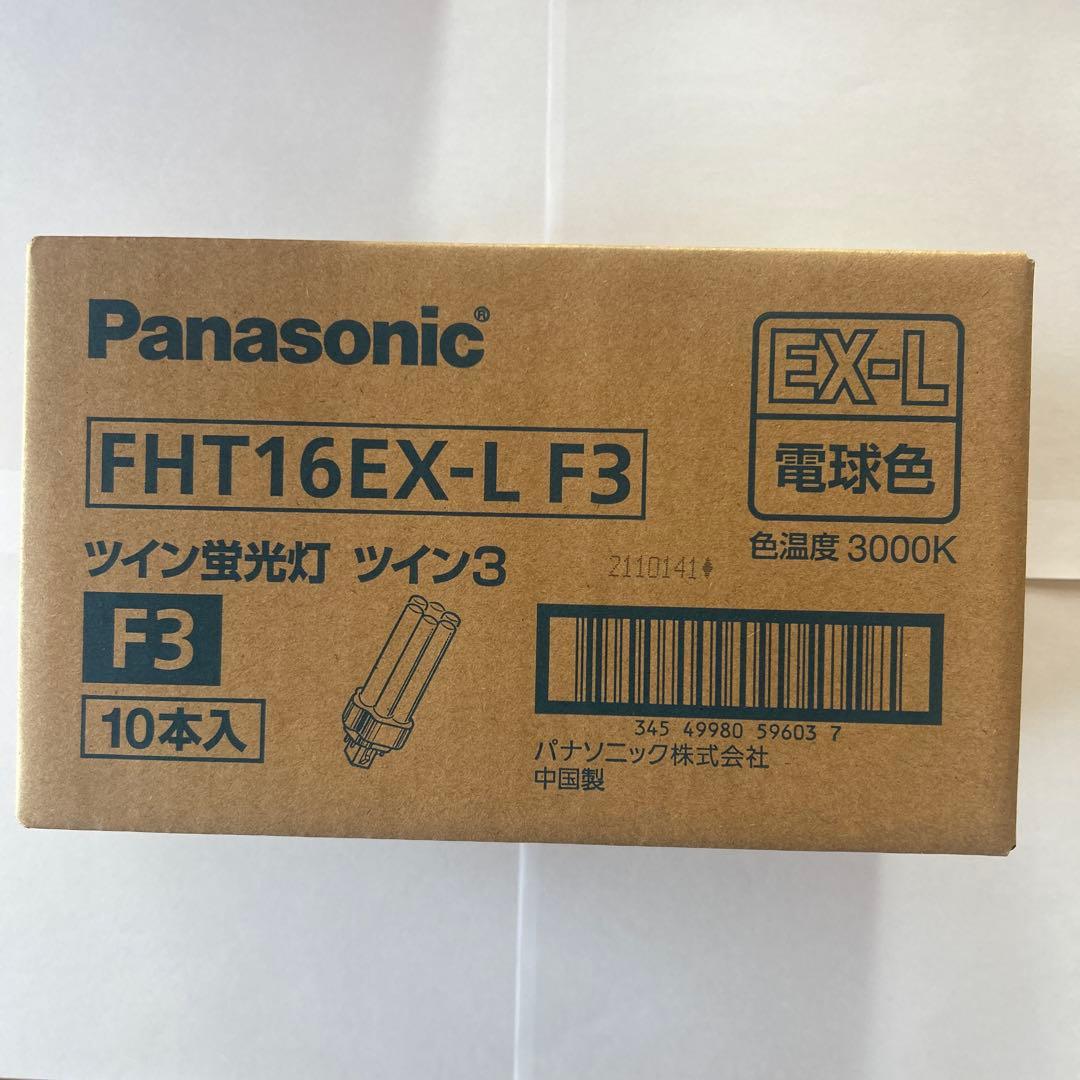 Panasonic®
FHT16EX-L F3
ツイン蛍光灯 ツイン3
F3
10本入
EX-L
電球色
色温度 3000K
2110141
345 49980 59603 7
パナソニック株式会社
中国製